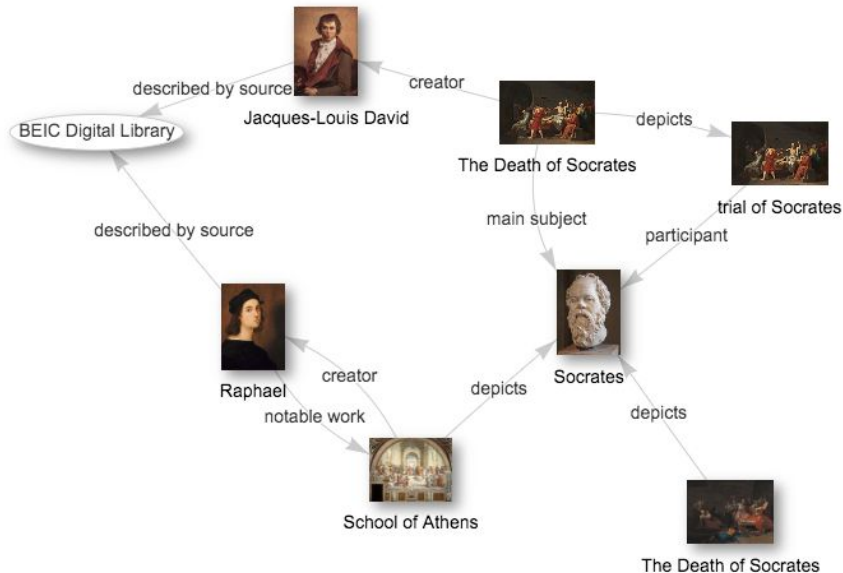 described by source
creator
Jacques-Louis David
BEIC Digital Library
depicts
The Death of Socrates
trial of Socrates
main subject
participant
described by source
Socrates
creator
Raphael
depicts
notable work
depicts
School of Athens
The Death of Socrates